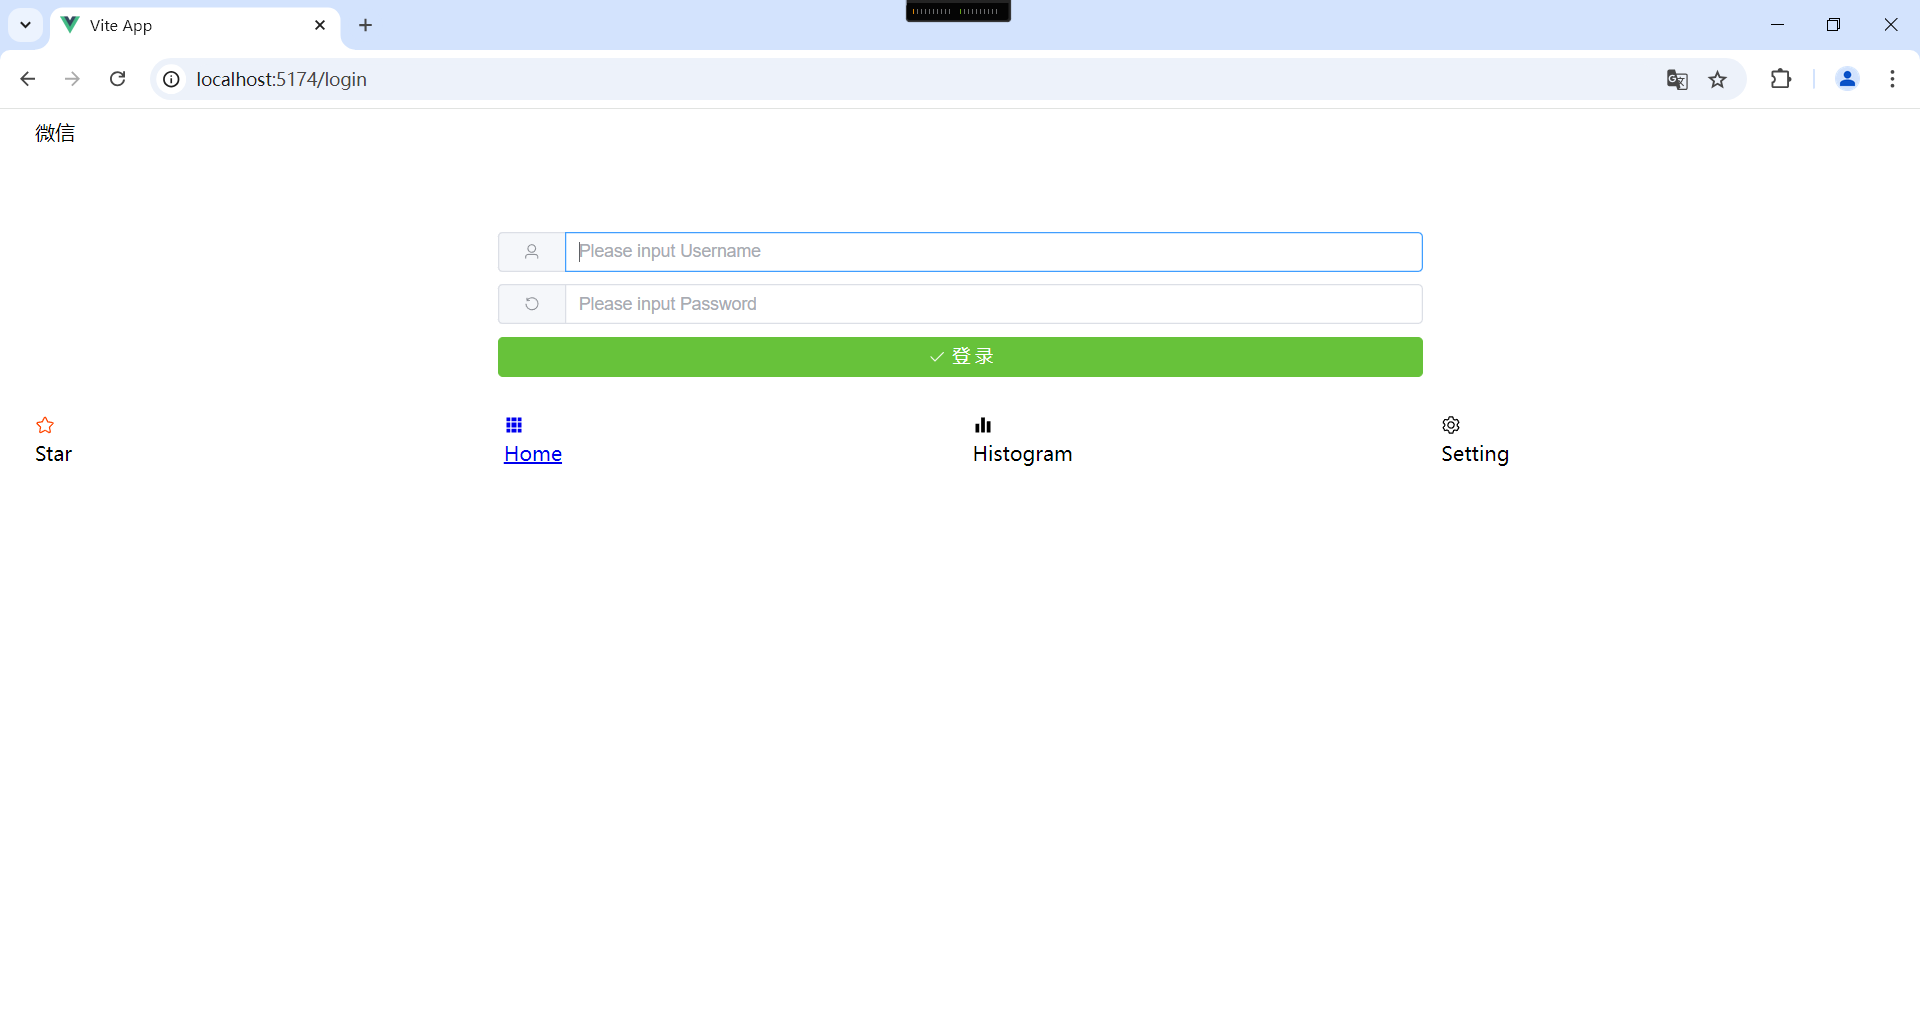 Vite App
localhost:5174/login
微信
Please input Username
Please input Password
登录
Star
Home
Histogram
Setting